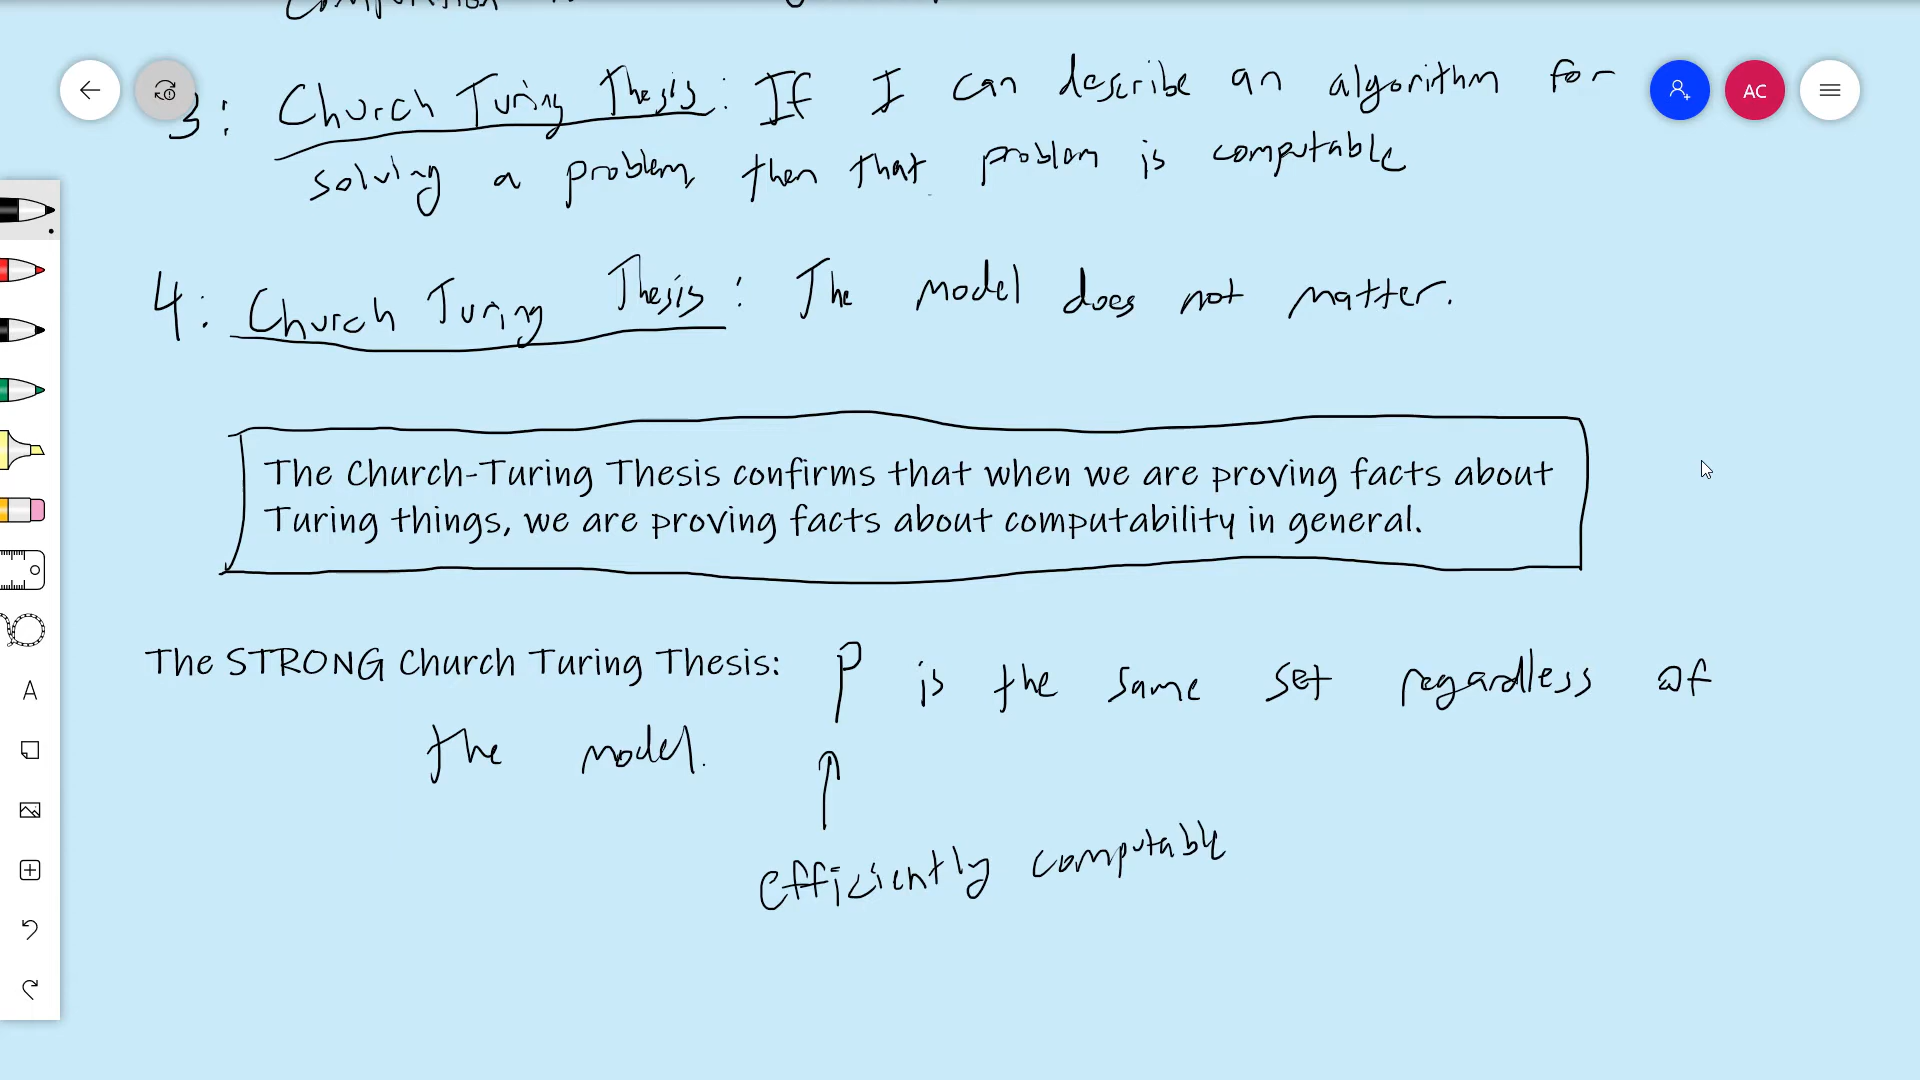 3: Church Turing Thesis: If I can describe an algorithm for
solving a problem, then that problem is computable
4: Church Turing Thesis: The model does not matter.
The Church-Turing Thesis confirms that when we are proving facts about
Turing things, we are proving facts about computability in general.
The STRONG Church Turing Thesis: P is the same set regardless of
the model.
efficiently computable
AC
A